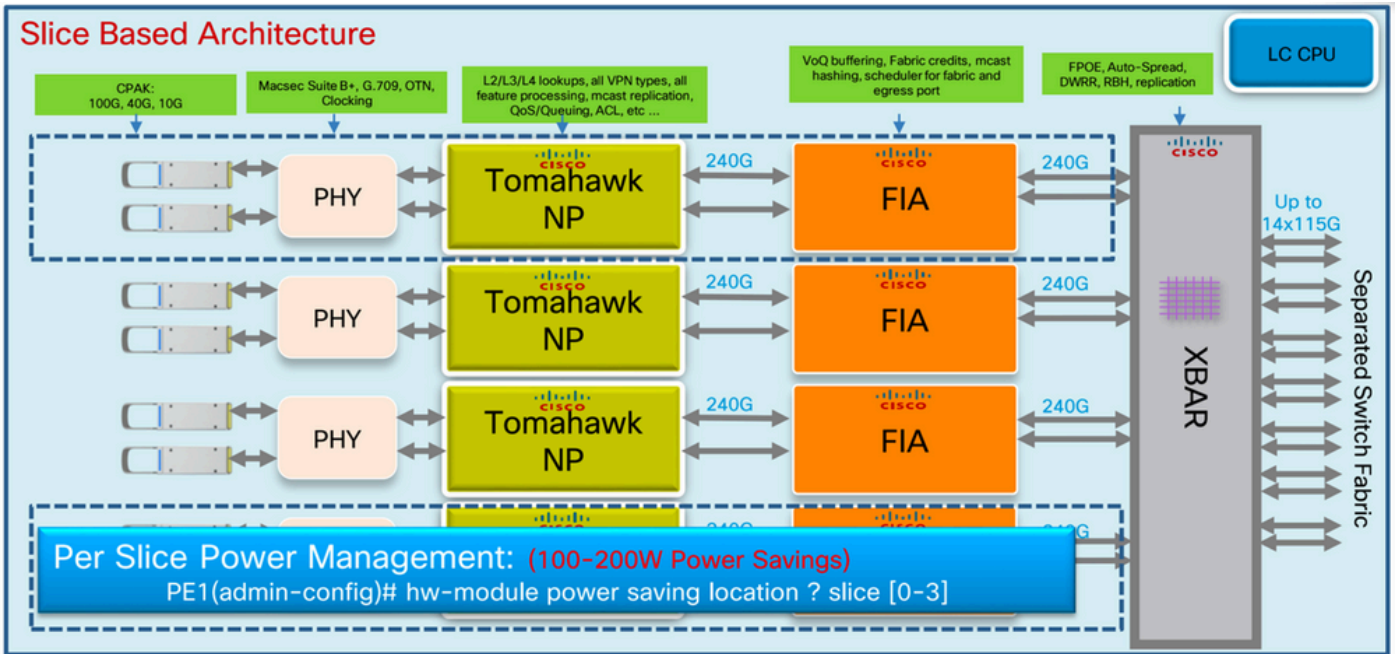 Slice Based Architecture
LC CPU
CPAK:
100G, 40G, 10G
Macsec Suite B+, G.709, OTN,
Clocking
L2/L3/L4 lookups, all VPN types, all
feature processing, mcast replication,
QoS/Queuing, ACL, etc ...
VoQ buffering, Fabric credits, mcast
hashing, scheduler for fabric and
egress port
FPOE, Auto-Spread,
DWRR, RBH, replication
PHY
CISCO
Tomahawk
NP
240G
CISCO
FIA
240G
CISCO
XBAR
Up to
14x115G
Separated Switch Fabric
PHY
CISCO
Tomahawk
NP
240G
CISCO
FIA
240G
PHY
CISCO
Tomahawk
NP
240G
CISCO
FIA
240G
Per Slice Power Management: (100-200W Power Savings)
PE1(admin-config)# hw-module power saving location ? slice [0-3]